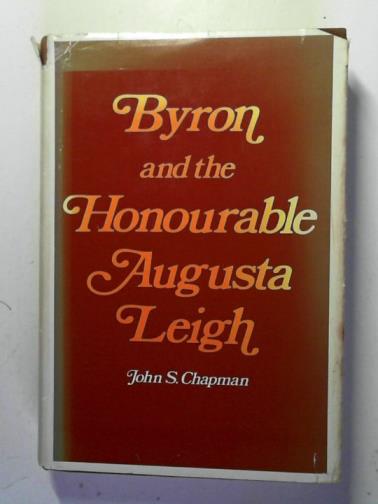 Byron
and the
Honourable
Augusta
Leigh
John S. Chapman